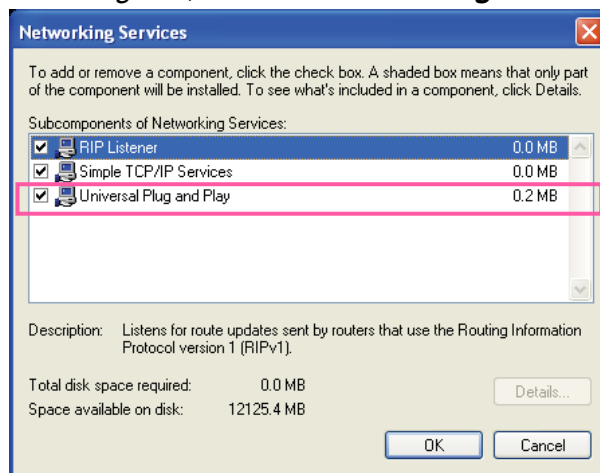 Networking Services
To add or remove a component, click the check box. A shaded box means that only part
of the component will be installed. To see what's included in a component, click Details.
Subcomponents of Networking Services:
RIP Listener 0.0 MB
Simple TCP/IP Services 0.0 MB
Universal Plug and Play 0.2 MB
Description: Listens for route updates sent by routers that use the Routing Information
Protocol version 1 (RIPv1).
Total disk space required: 0.0 MB
Details...
Space available on disk: 12125.4 MB
OK Cancel